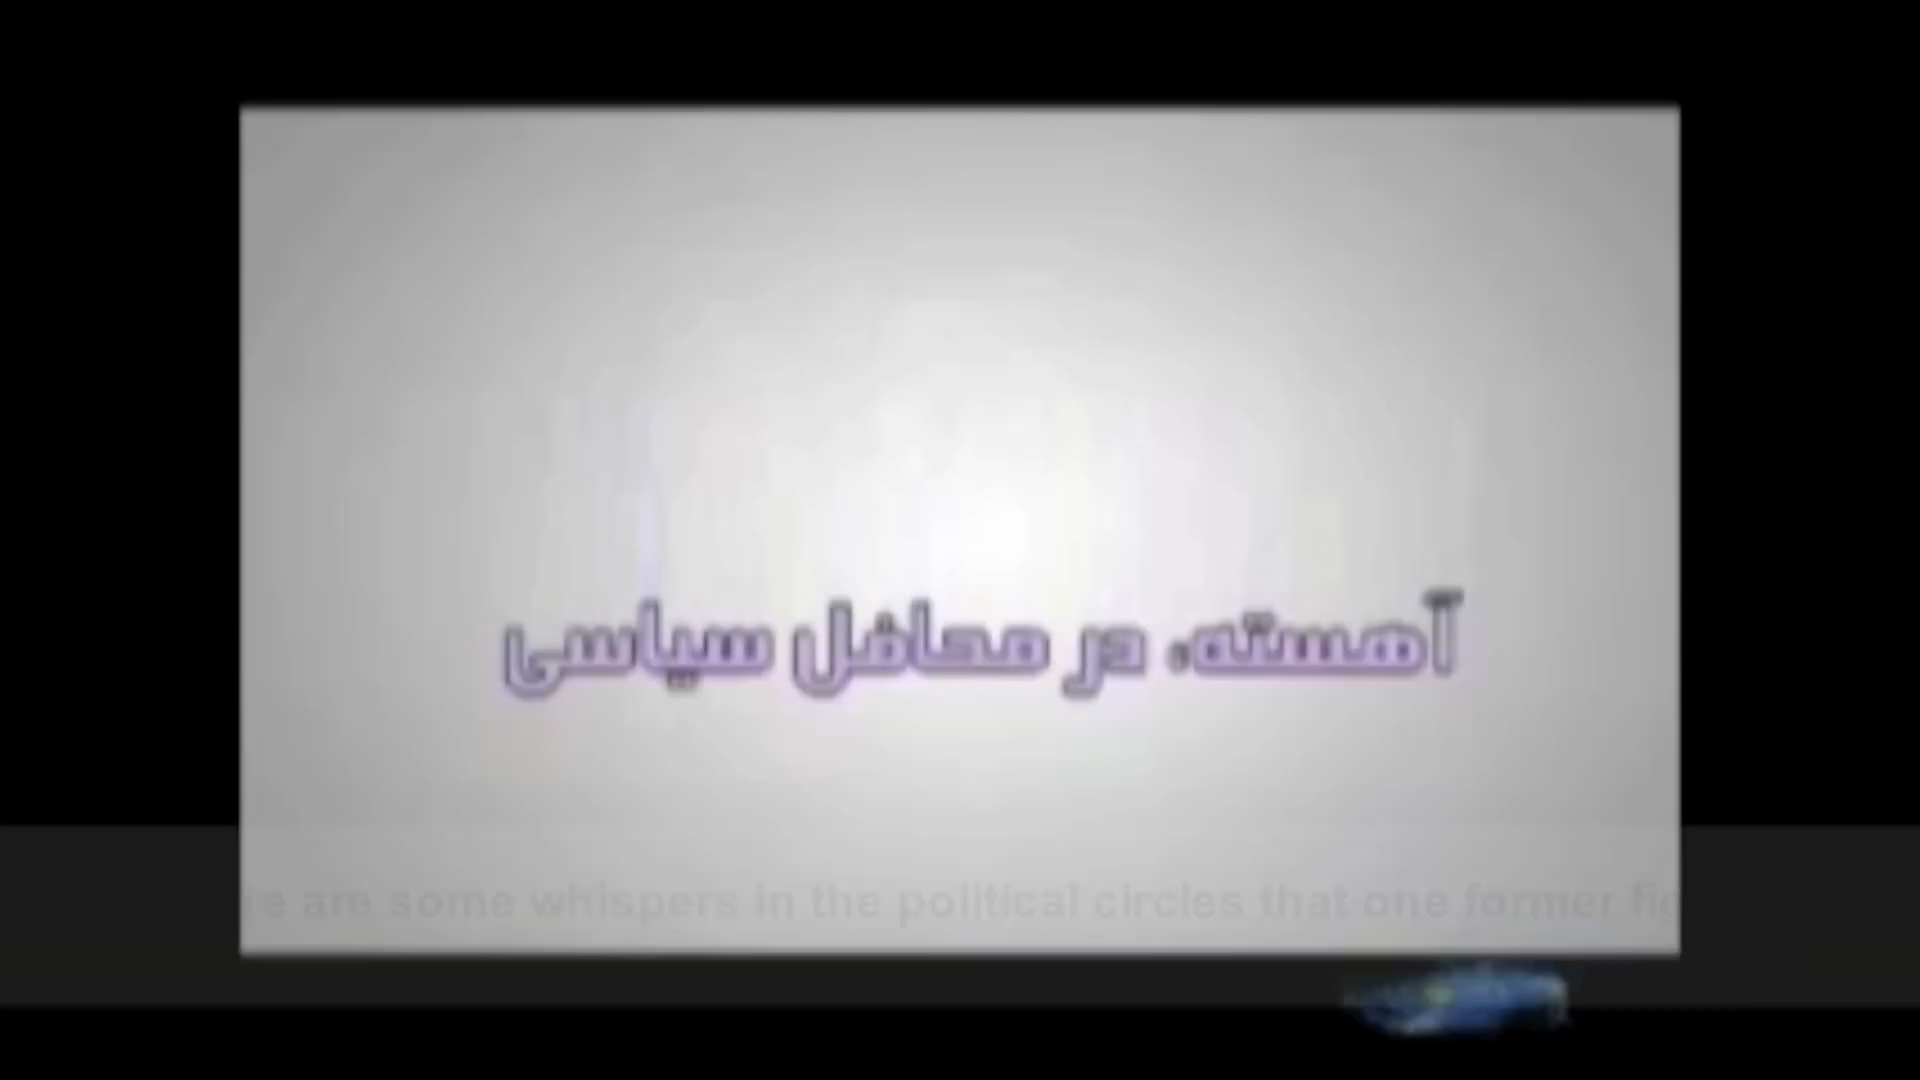 آهسته، در محافل سیاسی
are some whispers in the political circles that one former